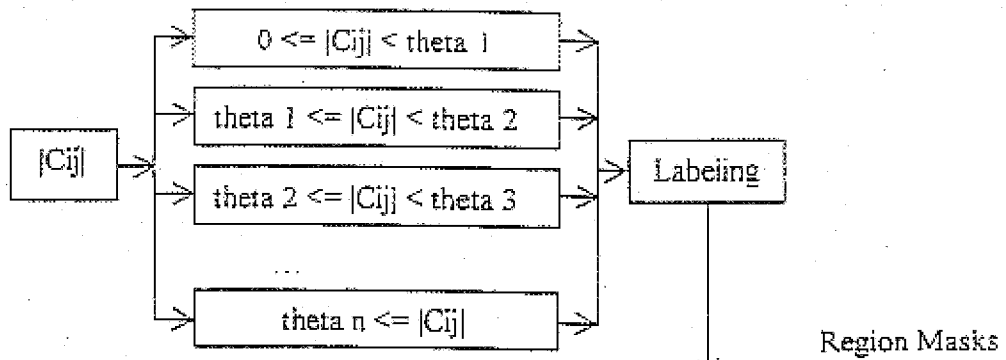 0 <= |Cij| < theta 1
theta 1 <= |Cij| < theta 2
|Cij|
Labeling
theta 2 <= |Cij| < theta 3
...
theta n <= |Cij|
Region Masks